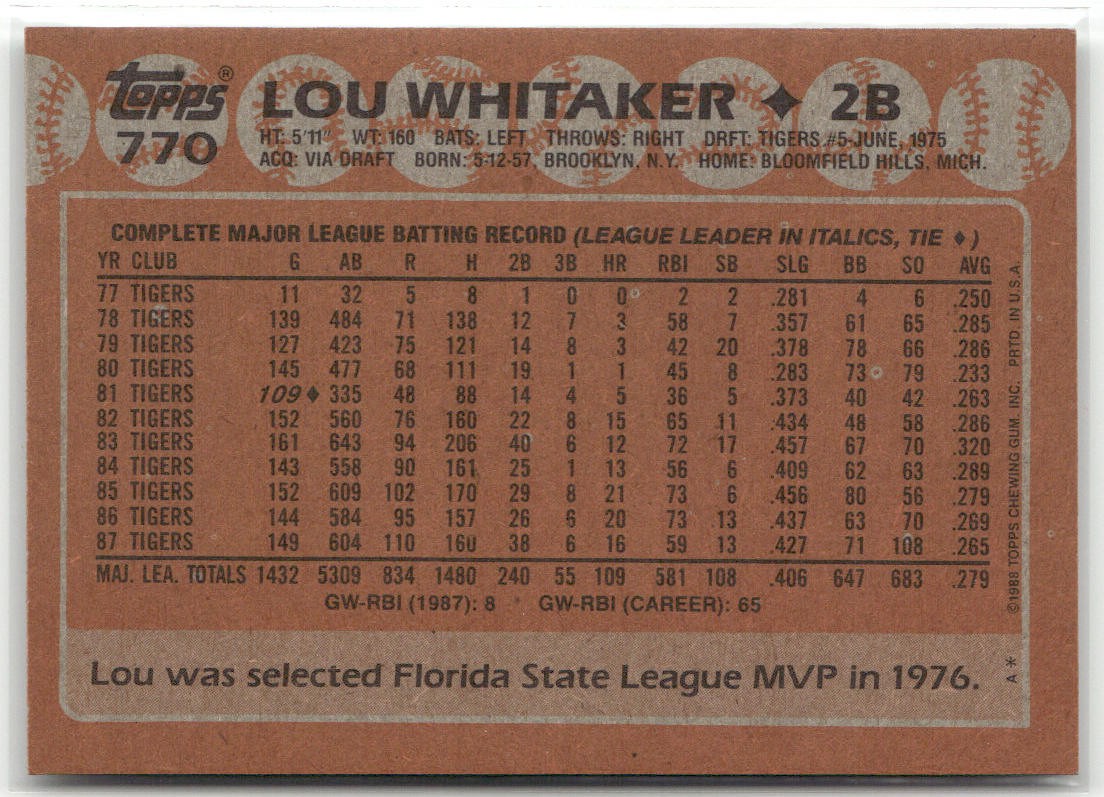 topps®
LOU WHITAKER ✦ 2B
770
HT: 5'11" WT: 160 BATS: LEFT THROWS: RIGHT DRFT: TIGERS #5-JUNE, 1975
ACQ: VIA DRAFT BORN: 5-12-57, BROOKLYN, N.Y. HOME: BLOOMFIELD HILLS, MICH.
COMPLETE MAJOR LEAGUE BATTING RECORD (LEAGUE LEADER IN ITALICS, TIE ♦)
YR CLUB G AB R H 2B 3B HR RBI SB SLG BB SO AVG
77 TIGERS 11 32 5 8 1 0 0 2 2 .281 4 6 .250
78 TIGERS 139 484 71 138 12 7 3 58 7 .357 61 65 .285
79 TIGERS 127 423 75 121 14 8 3 42 20 .378 78 66 .286
80 TIGERS 145 477 68 111 19 1 1 45 8 .283 73 79 .233
81 TIGERS 109♦ 335 48 88 14 4 5 36 5 .373 40 42 .263
82 TIGERS 152 560 76 160 22 8 15 65 11 .434 48 58 .286
83 TIGERS 161 643 94 206 40 6 12 72 17 .457 67 70 .320
84 TIGERS 143 558 90 161 25 1 13 56 6 .409 62 63 .289
85 TIGERS 152 609 102 170 29 8 21 73 6 .456 80 56 .279
86 TIGERS 144 584 95 157 26 6 20 73 13 .437 63 70 .269
87 TIGERS 149 604 110 160 38 6 16 59 13 .427 71 108 .265
MAJ. LEA. TOTALS 1432 5309 834 1480 240 55 109 581 108 .406 647 683 .279
GW-RBI (1987): 8 GW-RBI (CAREER): 65
Lou was selected Florida State League MVP in 1976.
A* ©1988 TOPPS CHEWING GUM, INC. PRTD. IN U.S.A.